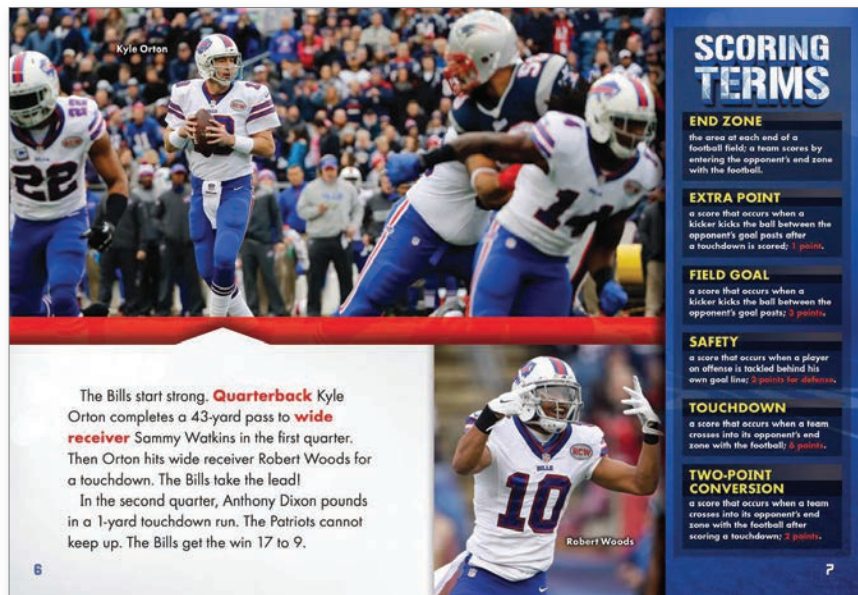 Kyle Orton
22
14
The Bills start strong. Quarterback Kyle
Orton completes a 43-yard pass to wide
receiver Sammy Watkins in the first quarter.
Then Orton hits wide receiver Robert Woods for
a touchdown. The Bills take the lead!
In the second quarter, Anthony Dixon pounds
in a 1-yard touchdown run. The Patriots cannot
keep up. The Bills get the win 17 to 9.
6
RCW
BILLS
10
Robert Woods
SCORING
TERMS
END ZONE
the area at each end of a
football field; a team scores by
entering the opponent's end zone
with the football.
EXTRA POINT
a score that occurs when a
kicker kicks the ball between the
opponent's goal posts after
a touchdown is scored; 1 point.
FIELD GOAL
a score that occurs when a
kicker kicks the ball between the
opponent's goal posts; 3 points.
SAFETY
a score that occurs when a player
on offense is tackled behind his
own goal line; 2 points for defense.
TOUCHDOWN
a score that occurs when a team
crosses into its opponent's end
zone with the football; 6 points.
TWO-POINT
CONVERSION
a score that occurs when a team
crosses into its opponent's end
zone with the football after
scoring a touchdown; 2 points.
7